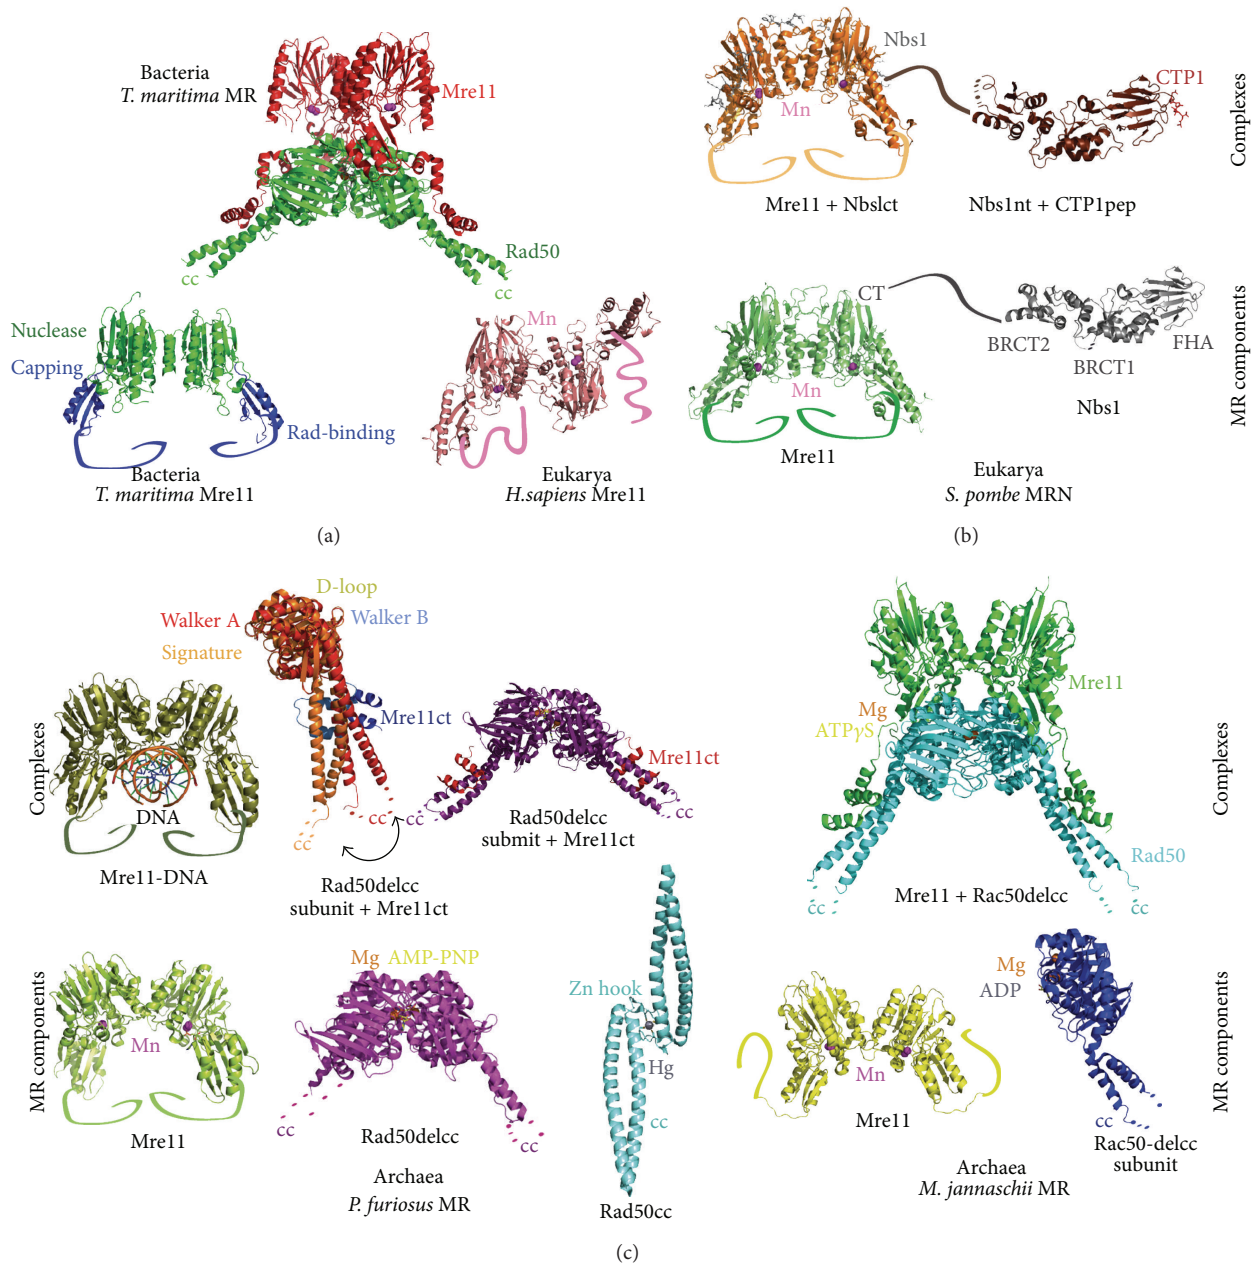 Bacteria
T. maritima MR
Mre11
Rad50
cc
cc
Nuclease
Capping
Rad-binding
Bacteria
T. maritima Mre11
Mn
Eukarya
H.sapiens Mre11
(a)
Nbs1
CTP1
Mn
Mre11 + Nbslct
Nbs1nt + CTP1pep
Complexes
CT
BRCT2
BRCT1
FHA
Nbs1
Mn
Mre11
Eukarya
S. pombe MRN
MR components
(b)
D-loop
Walker A
Walker B
Signature
Mre11ct
Mre11ct
Complexes
DNA
Mre11-DNA
cc
cc
cc
cc
Rad50delcc
subunit + Mre11ct
Rad50delcc
submit + Mre11ct
Mre11
Mg
ATPγS
Rad50
cc
cc
Mre11 + Rac50delcc
Complexes
MR components
Mn
Mre11
Mg AMP-PNP
cc
cc
Rad50delcc
Archaea
P. furiosus MR
Zn hook
Hg
cc
Rad50cc
Mn
Mre11
Mg
ADP
cc
Rac50-delcc
subunit
Archaea
M. jannaschii MR
MR components
(c)